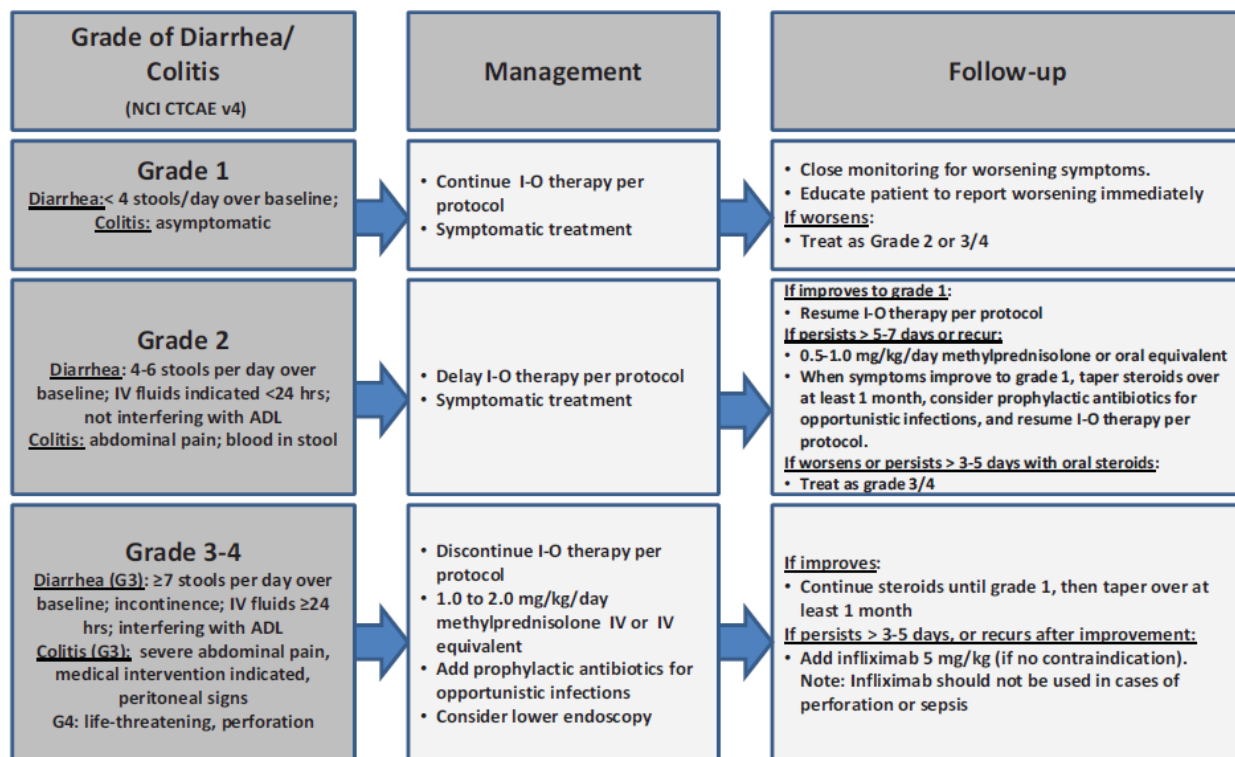 Grade of Diarrhea/
Colitis
(NCI CTCAE v4)
Management
Follow-up
Grade 1
Diarrhea:< 4 stools/day over baseline;
Colitis: asymptomatic
• Continue I-O therapy per
protocol
• Symptomatic treatment
• Close monitoring for worsening symptoms.
• Educate patient to report worsening immediately
If worsens:
• Treat as Grade 2 or 3/4
Grade 2
Diarrhea: 4-6 stools per day over
baseline; IV fluids indicated <24 hrs;
not interfering with ADL
Colitis: abdominal pain; blood in stool
• Delay I-O therapy per protocol
• Symptomatic treatment
If improves to grade 1:
• Resume I-O therapy per protocol
If persists > 5-7 days or recur:
• 0.5-1.0 mg/kg/day methylprednisolone or oral equivalent
• When symptoms improve to grade 1, taper steroids over
at least 1 month, consider prophylactic antibiotics for
opportunistic infections, and resume I-O therapy per
protocol.
If worsens or persists > 3-5 days with oral steroids:
• Treat as grade 3/4
Grade 3-4
Diarrhea (G3): ≥7 stools per day over
baseline; incontinence; IV fluids ≥24
hrs; interfering with ADL
Colitis (G3): severe abdominal pain,
medical intervention indicated,
peritoneal signs
G4: life-threatening, perforation
• Discontinue I-O therapy per
protocol
• 1.0 to 2.0 mg/kg/day
methylprednisolone IV or IV
equivalent
• Add prophylactic antibiotics for
opportunistic infections
• Consider lower endoscopy
If improves:
• Continue steroids until grade 1, then taper over at
least 1 month
If persists > 3-5 days, or recurs after improvement:
• Add infliximab 5 mg/kg (if no contraindication).
Note: Infliximab should not be used in cases of
perforation or sepsis